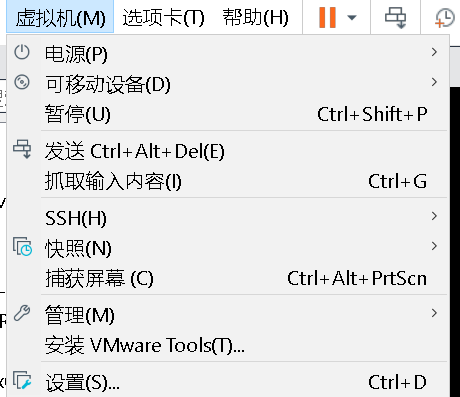 虚拟机(M) 选项卡(T) 帮助(H)
电源(P)
可移动设备(D)
暂停(U) Ctrl+Shift+P
发送 Ctrl+Alt+Del(E)
抓取输入内容(I) Ctrl+G
SSH(H)
快照(N)
捕获屏幕 (C) Ctrl+Alt+PrtScn
管理(M)
安装 VMware Tools(T)...
设置(S)... Ctrl+D